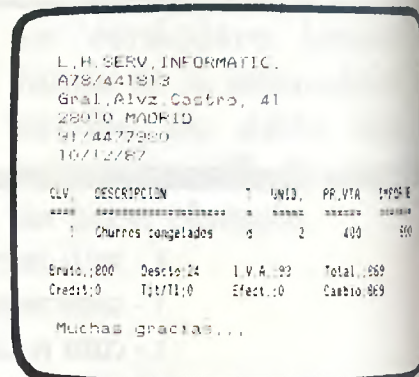 L.H.SERV.INFORMATIC.
A78/441813
Gral.Alvz.Castro, 41
28010 MADRID
91/4477980
10/12/87
CLV. DESCRIPCION T UNID. PR.VTA IMPORTE
1 Churros congelados 2 400 800
Bruto.:800 Descto:24 I.V.A.:93 Total.:869
Credit:0 Tjt/Tl:0 Efect.:0 Cambio:869
Muchas gracias...